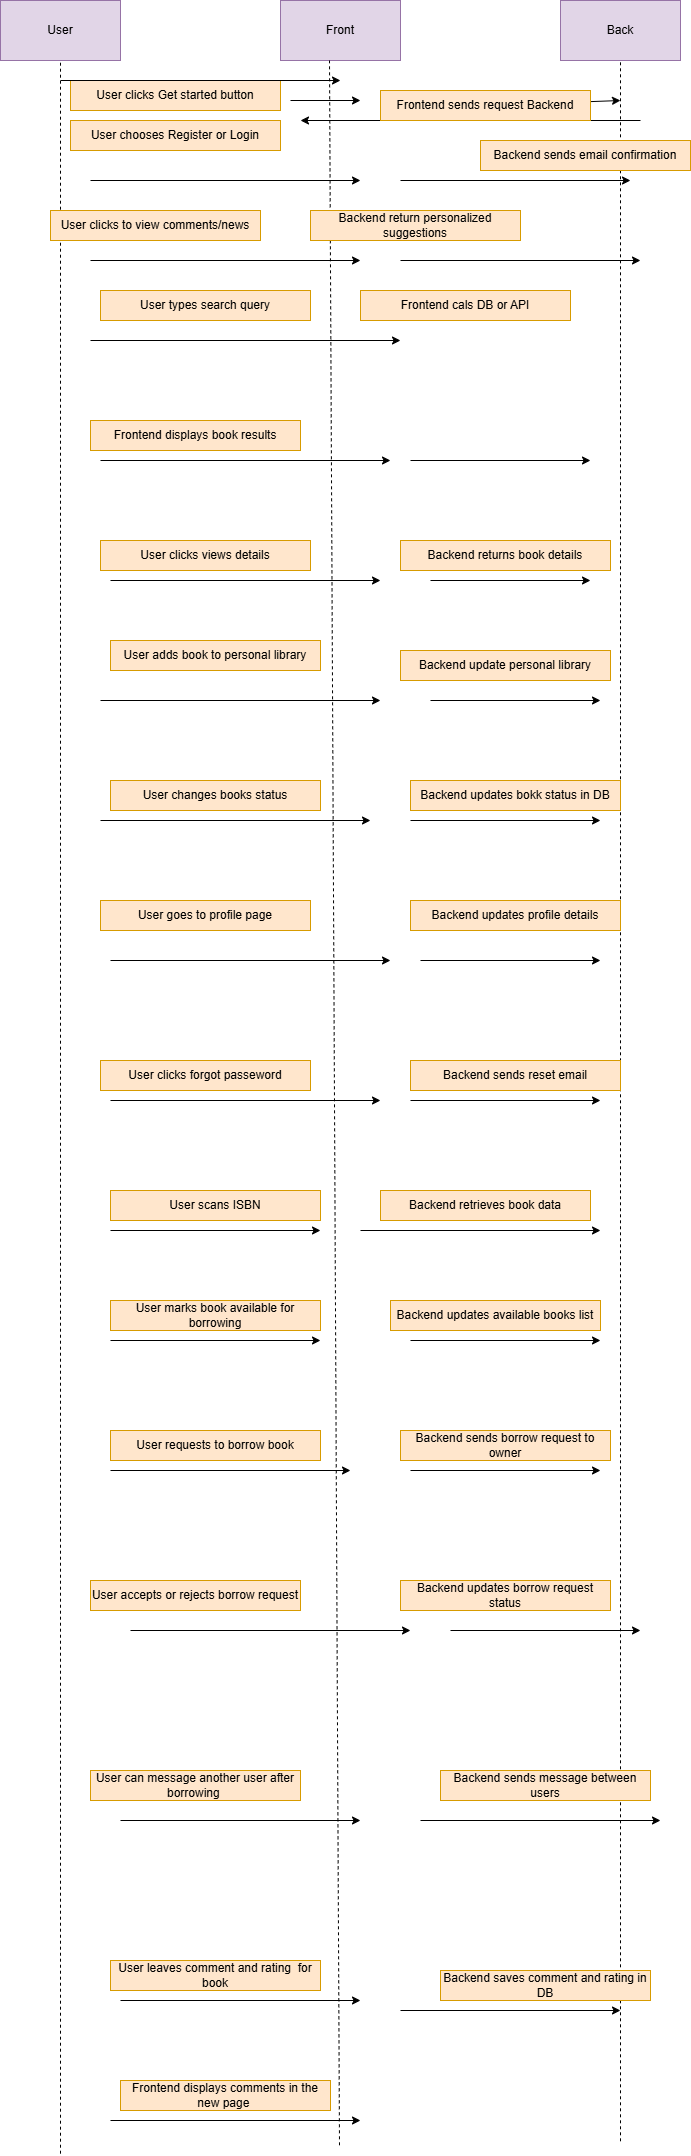 User
Front
Back
User clicks Get started button
Frontend sends request Backend
User chooses Register or Login
Backend sends email confirmation
User clicks to view comments/news
Backend return personalized
suggestions
User types search query
Frontend cals DB or API
Frontend displays book results
User clicks views details
Backend returns book details
User adds book to personal library
Backend update personal library
User changes books status
Backend updates bokk status in DB
User goes to profile page
Backend updates profile details
User clicks forgot passeword
Backend sends reset email
User scans ISBN
Backend retrieves book data
User marks book available for
borrowing
Backend updates available books list
User requests to borrow book
Backend sends borrow request to
owner
User accepts or rejects borrow request
Backend updates borrow request
status
User can message another user after
borrowing
Backend sends message between
users
User leaves comment and rating  for
book
Backend saves comment and rating in
DB
Frontend displays comments in the
new page